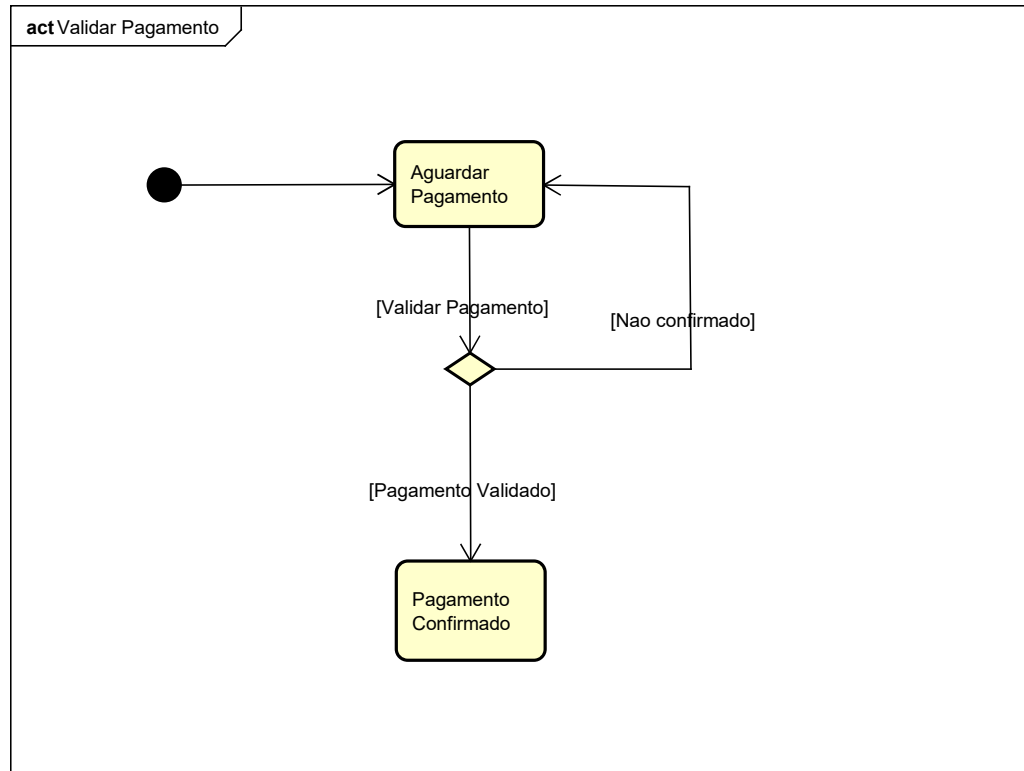 act Validar Pagamento
Aguardar
Pagamento
[Validar Pagamento]
[Nao confirmado]
[Pagamento Validado]
Pagamento
Confirmado